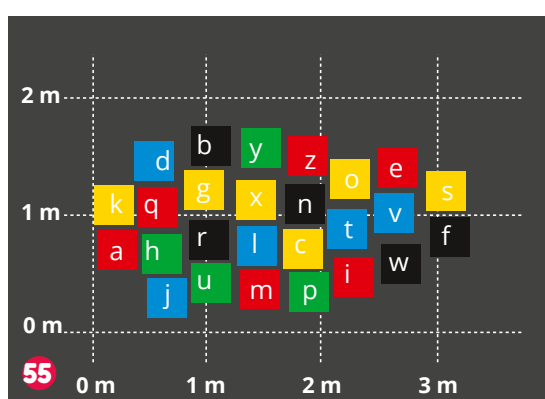 2 m
b y
d z e
g o
k q x n s
1 m
t v
a h r l c f
w
j u m p i
0 m
55
0 m 1 m 2 m 3 m